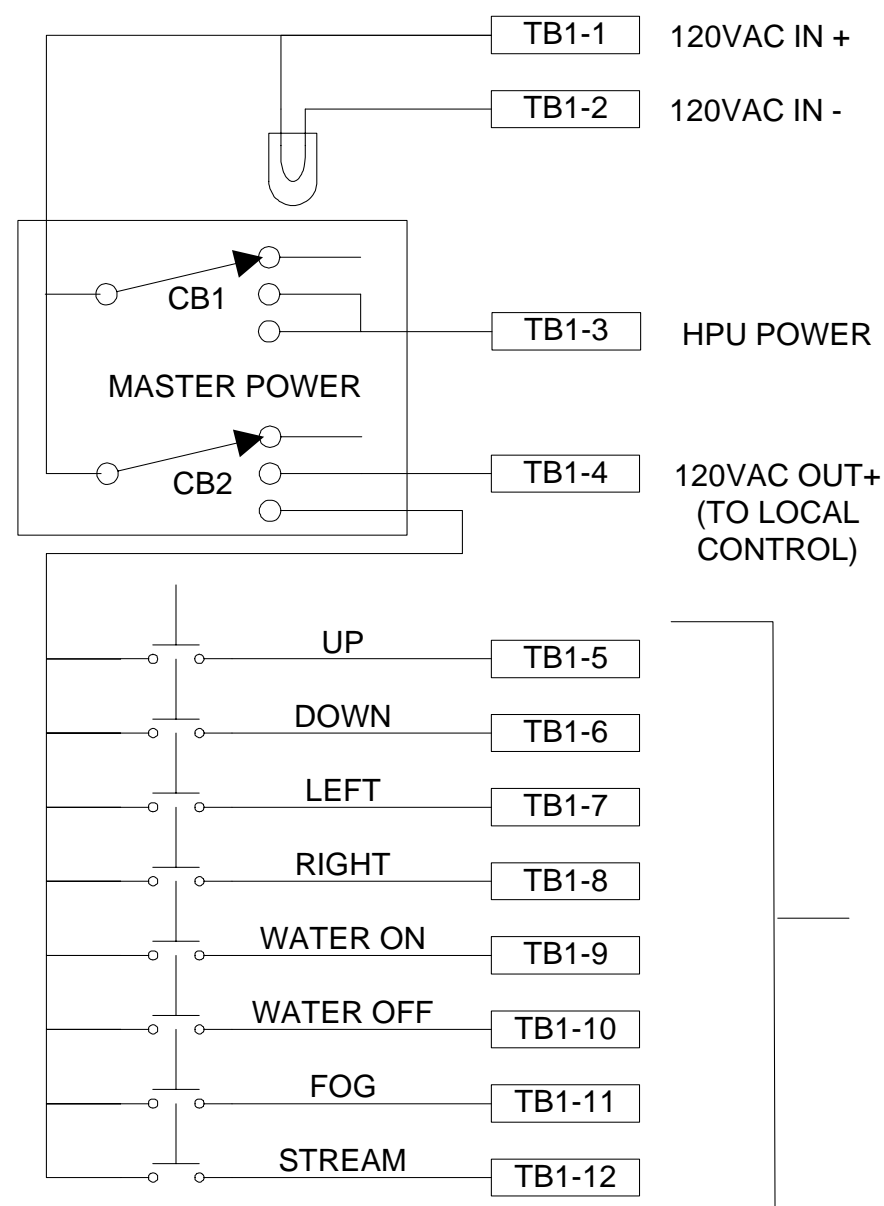 TB1-1 120VAC IN +
TB1-2 120VAC IN -
CB1
TB1-3 HPU POWER
MASTER POWER
CB2
TB1-4 120VAC OUT+
(TO LOCAL
CONTROL)
UP TB1-5
DOWN TB1-6
LEFT TB1-7
RIGHT TB1-8
WATER ON TB1-9
WATER OFF TB1-10
FOG TB1-11
STREAM TB1-12